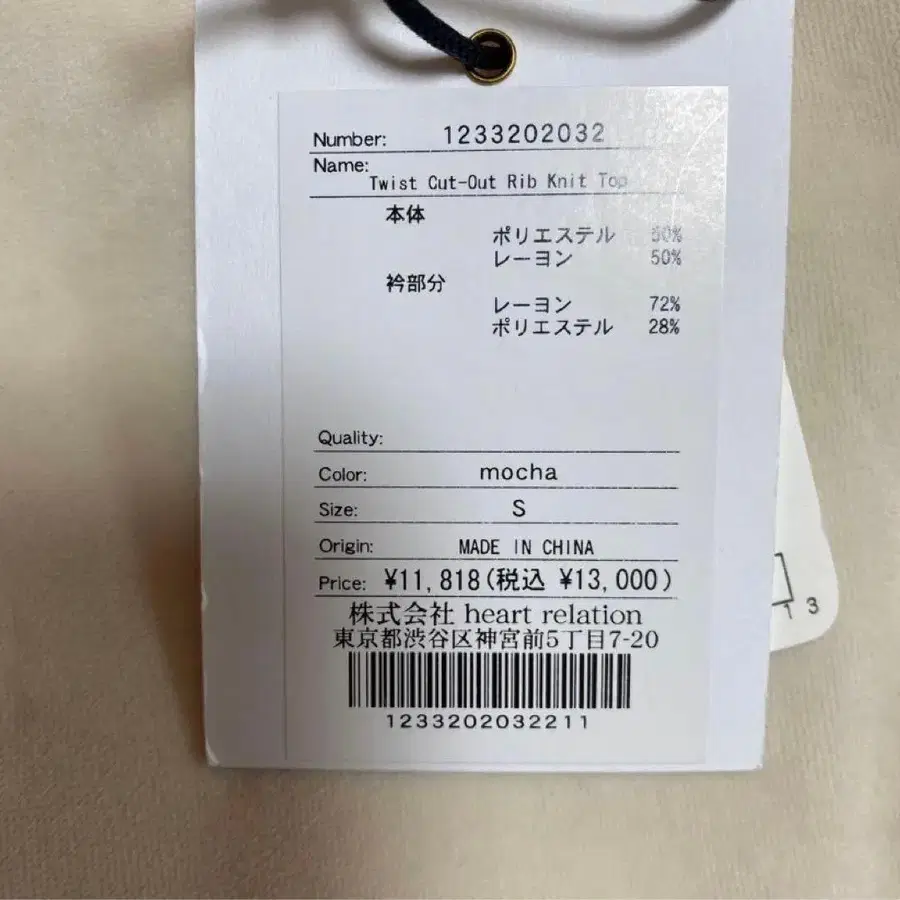 Number: 1233202032
Name:
Twist Cut-Out Rib Knit Top
本体
ポリエステル 50%
レーヨン 50%
衿部分
レーヨン 72%
ポリエステル 28%
Quality:
Color: mocha
Size: S
Origin: MADE IN CHINA
Price: ¥11,818(税込 ¥13,000)
株式会社 heart relation
東京都渋谷区神宮前5丁目7-20
1233202032211
1 3